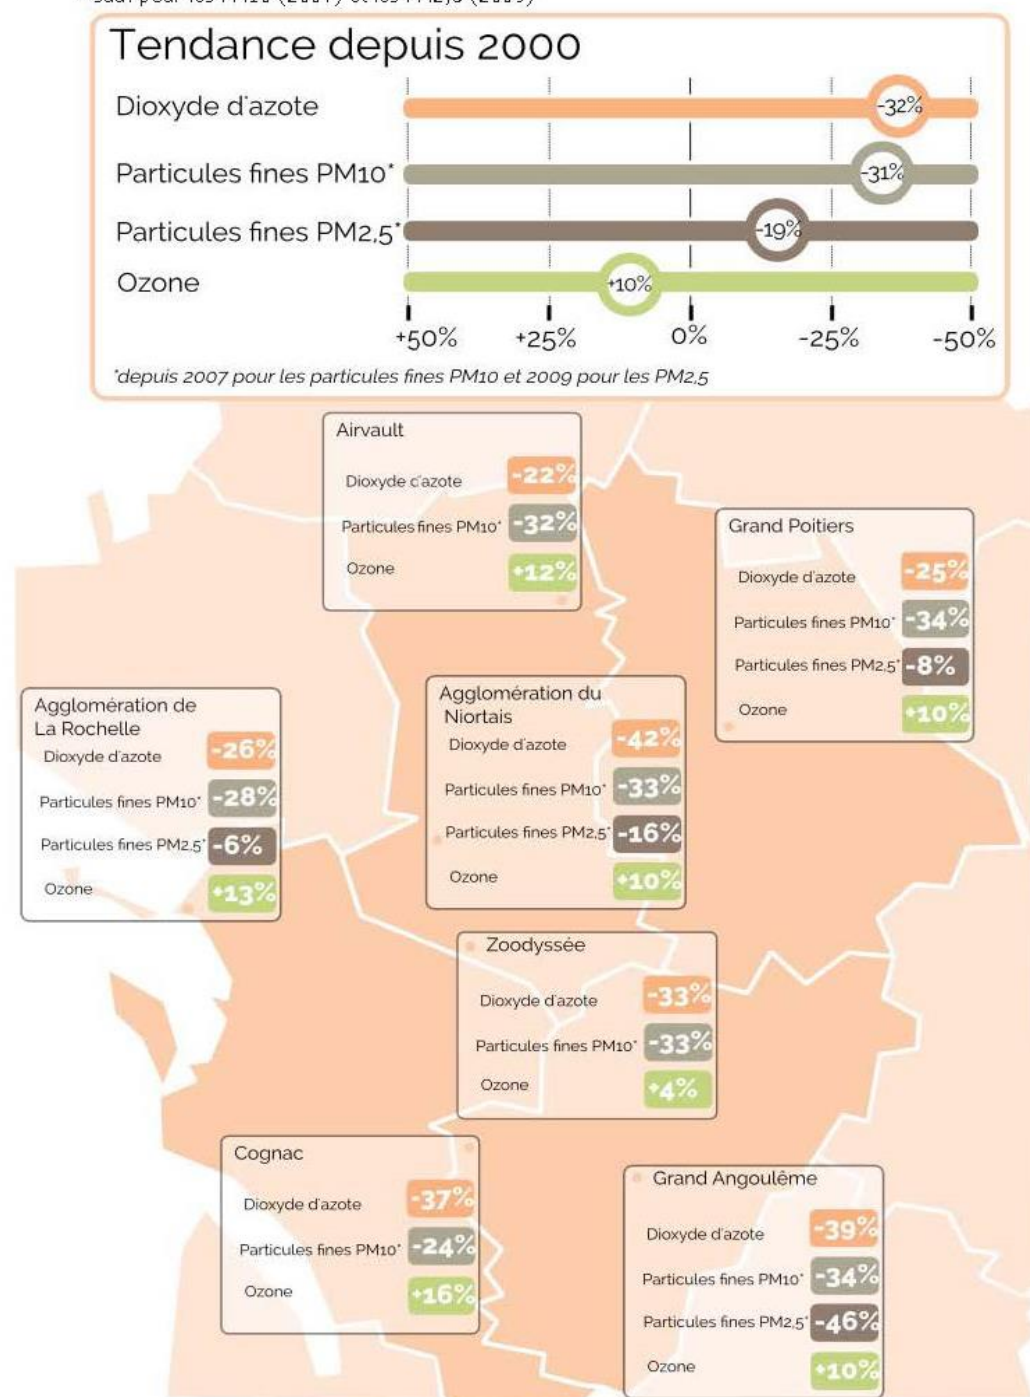 Tendance depuis 2000
Dioxyde d'azote
-32%
Particules fines PM10*
-31%
Particules fines PM2,5*
-19%
Ozone
+10%
+50% +25% 0% -25% -50%
*depuis 2007 pour les particules fines PM10 et 2009 pour les PM2,5
Airvault
Dioxyde d'azote -22%
Particules fines PM10* -32%
Ozone +12%
Grand Poitiers
Dioxyde d'azote -25%
Particules fines PM10* -34%
Particules fines PM2,5* -8%
Ozone +10%
Agglomération de
La Rochelle
Dioxyde d'azote -26%
Particules fines PM10* -28%
Particules fines PM2,5* -6%
Ozone +13%
Agglomération du
Niortais
Dioxyde d'azote -42%
Particules fines PM10* -33%
Particules fines PM2,5* -16%
Ozone +10%
Zoodyssée
Dioxyde d'azote -33%
Particules fines PM10* -33%
Ozone +4%
Cognac
Dioxyde d'azote -37%
Particules fines PM10* -24%
Ozone +16%
Grand Angoulême
Dioxyde d'azote -39%
Particules fines PM10* -34%
Particules fines PM2,5* -46%
Ozone +10%